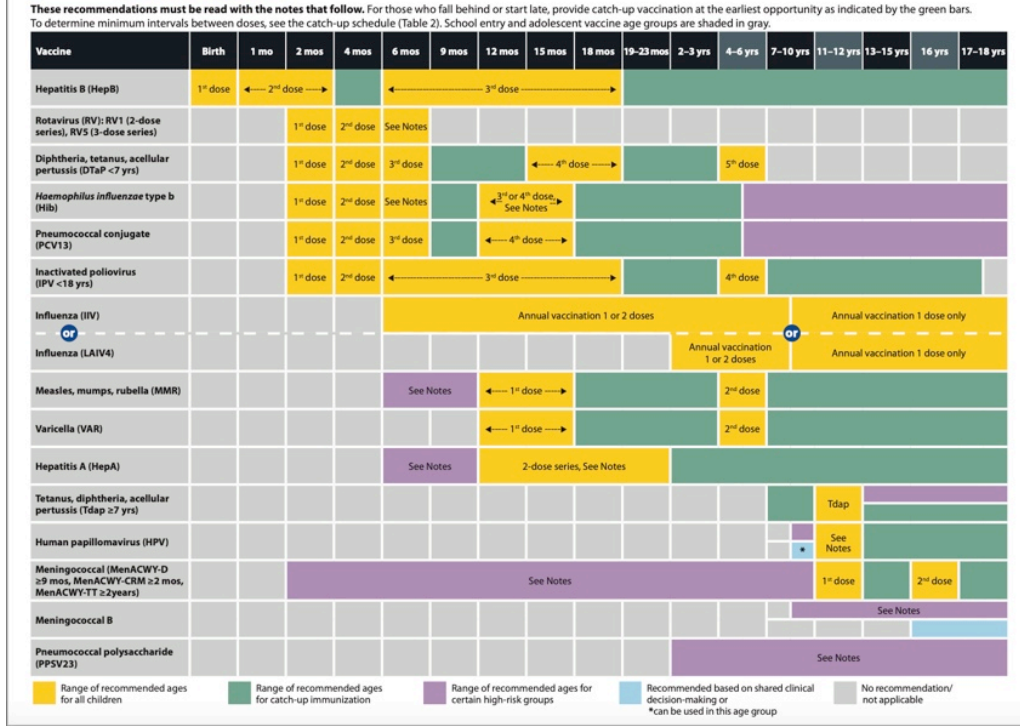 These recommendations must be read with the notes that follow. For those who fall behind or start late, provide catch-up vaccination at the earliest opportunity as indicated by the green bars.
To determine minimum intervals between doses, see the catch-up schedule (Table 2). School entry and adolescent vaccine age groups are shaded in gray.
Vaccine Birth 1 mo 2 mos 4 mos 6 mos 9 mos 12 mos 15 mos 18 mos 19–23 mos 2–3 yrs 4–6 yrs 7–10 yrs 11–12 yrs 13–15 yrs 16 yrs 17–18 yrs
Hepatitis B (HepB) 1st dose 2nd dose 3rd dose
Rotavirus (RV): RV1 (2-dose
series), RV5 (3-dose series)
1st dose 2nd dose See Notes
Diphtheria, tetanus, acellular
pertussis (DTaP <7 yrs)
1st dose 2nd dose 3rd dose 4th dose 5th dose
Haemophilus influenzae type b
(Hib)
1st dose 2nd dose See Notes 3rd or 4th dose,
See Notes
Pneumococcal conjugate
(PCV13)
1st dose 2nd dose 3rd dose 4th dose
Inactivated poliovirus
(IPV <18 yrs)
1st dose 2nd dose 3rd dose 4th dose
Influenza (IIV) Annual vaccination 1 or 2 doses Annual vaccination 1 dose only
or or
Influenza (LAIV4) Annual vaccination
1 or 2 doses
Annual vaccination 1 dose only
Measles, mumps, rubella (MMR) See Notes 1st dose 2nd dose
Varicella (VAR) 1st dose 2nd dose
Hepatitis A (HepA) See Notes 2-dose series, See Notes
Tetanus, diphtheria, acellular
pertussis (Tdap ≥7 yrs)
Tdap
Human papillomavirus (HPV) * See
Notes
Meningococcal (MenACWY-D
≥9 mos, MenACWY-CRM ≥2 mos,
MenACWY-TT ≥2years)
See Notes 1st dose 2nd dose
Meningococcal B See Notes
Pneumococcal polysaccharide
(PPSV23)
See Notes
Range of recommended ages
for all children
Range of recommended ages
for catch-up immunization
Range of recommended ages for
certain high-risk groups
Recommended based on shared clinical
decision-making or
*can be used in this age group
No recommendation/
not applicable